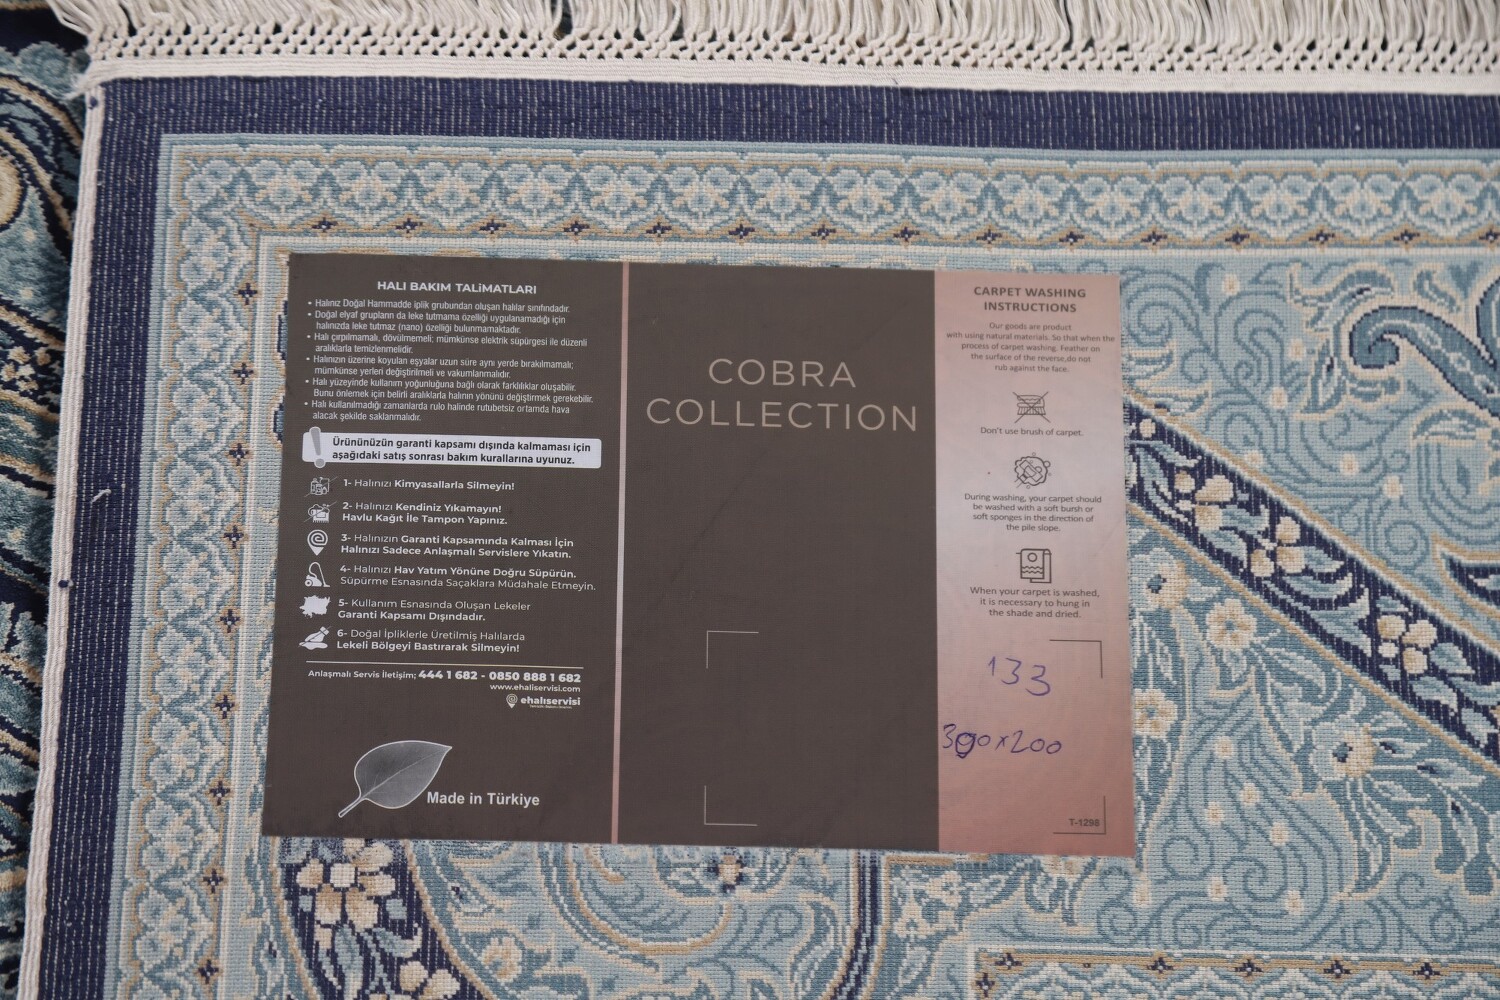 HALI BAKIM TALİMATLARI
• Halınız Doğal Hammadde iplik grubundan oluşan halılar sınıfındadır.
• Doğal elyaf grupların da leke tutmama özelliği uygulanamadığı için
halınızda leke tutmaz (nano) özelliği bulunmamaktadır.
• Halı çırpılmamalı, dövülmemeli; mümkünse elektrik süpürgesi ile düzenli
aralıklarla temizlenmelidir.
• Halınızın üzerine koyulan eşyalar uzun süre aynı yerde bırakılmamalı;
mümkünse yerleri değiştirilmeli ve vakumlanmalıdır.
• Halı yüzeyinde kullanım yoğunluğuna bağlı olarak farklılıklar oluşabilir.
Bunu önlemek için belirli aralıklarla halının yönünü değiştirmek gerekebilir.
• Halı kullanılmadığı zamanlarda rulo halinde rutubetsiz ortamda hava
alacak şekilde saklanmalıdır.
Ürününüzün garanti kapsamı dışında kalmaması için
aşağıdaki satış sonrası bakım kurallarına uyunuz.
1- Halınızı Kimyasallarla Silmeyin!
2- Halınızı Kendiniz Yıkamayın!
Havlu Kağıt İle Tampon Yapınız.
3- Halınızın Garanti Kapsamında Kalması İçin
Halınızı Sadece Anlaşmalı Servislere Yıkatın.
4- Halınızı Hav Yatım Yönüne Doğru Süpürün.
Süpürme Esnasında Saçaklara Müdahale Etmeyin.
5- Kullanım Esnasında Oluşan Lekeler
Garanti Kapsamı Dışındadır.
6- Doğal İpliklerle Üretilmiş Halılarda
Lekeli Bölgeyi Bastırarak Silmeyin!
Anlaşmalı Servis İletişim; 444 1 682 - 0850 888 1 682
www.ehaliservisi.com
ehalıservisi
Made in Türkiye
COBRA
COLLECTION
CARPET WASHING
INSTRUCTIONS
Our goods are product
with using natural materials. So that when the
process of carpet washing. Feather on
the surface of the reverse,do not
rub against the face.
Don't use brush of carpet.
During washing, your carpet should
be washed with a soft bursh or
soft sponges in the direction of
the pile slope.
When your carpet is washed,
it is necessary to hung in
the shade and dried.
133
300x200
T-1298